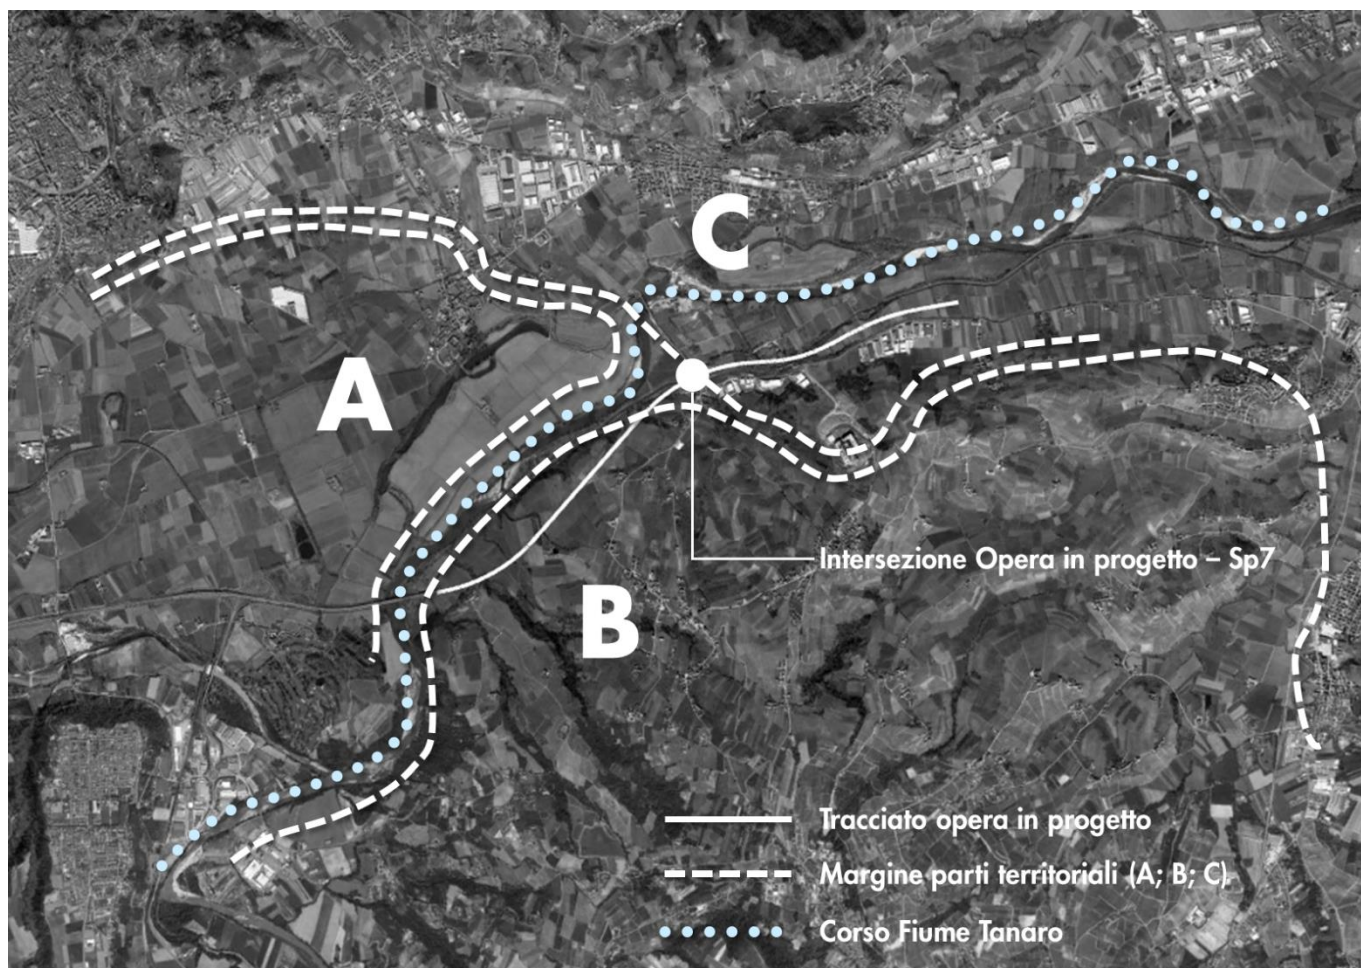 C
A
Intersezione Opera in progetto – Sp7
B
Tracciato opera in progetto
Margine parti territoriali (A; B; C)
Corso Fiume Tanaro